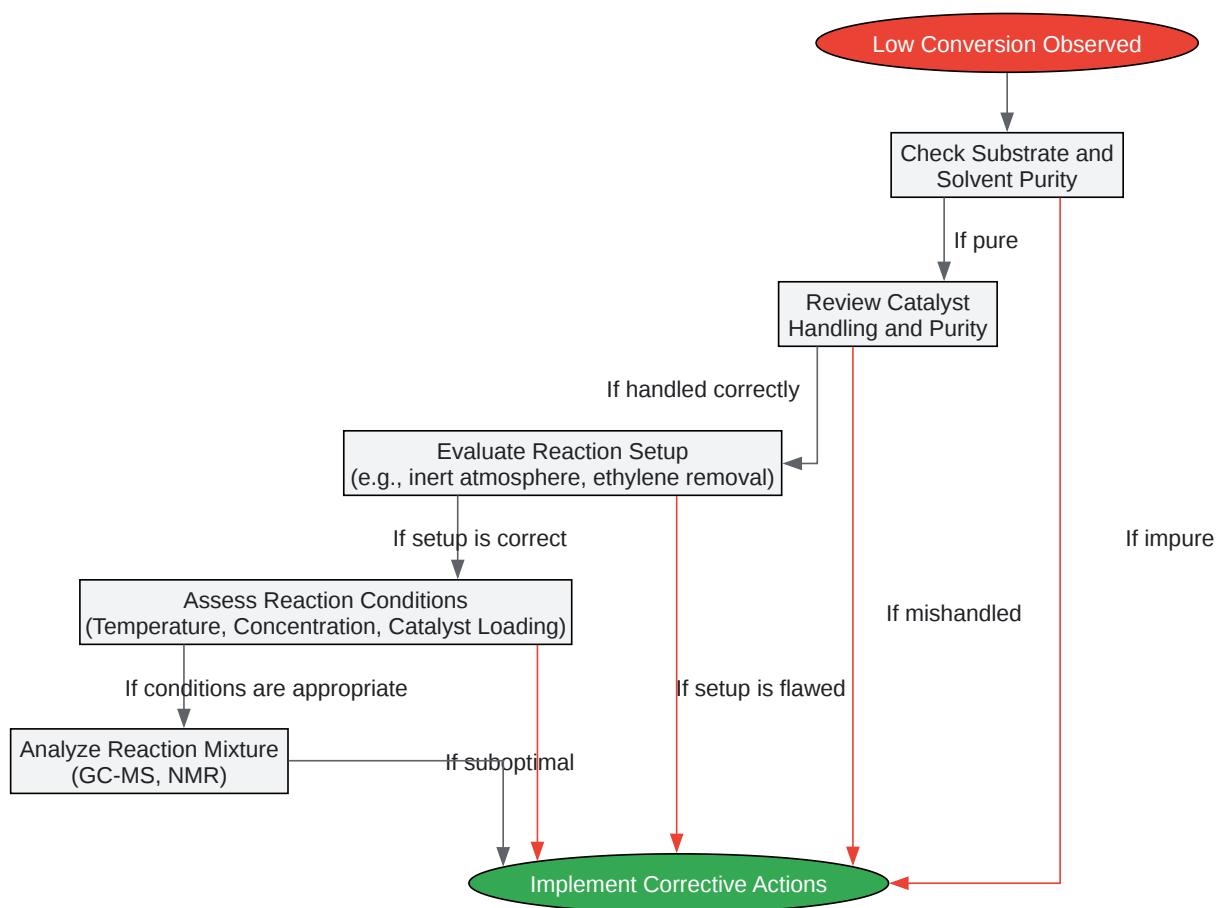 Low Conversion Observed
Check Substrate and
Solvent Purity
If pure
Review Catalyst
Handling and Purity
If handled correctly
Evaluate Reaction Setup
(e.g., inert atmosphere, ethylene removal)
If setup is correct
If impure
Assess Reaction Conditions
(Temperature, Concentration, Catalyst Loading)
If mishandled
If conditions are appropriate
If setup is flawed
Analyze Reaction Mixture
(GC-MS, NMR)
If suboptimal
Implement Corrective Actions